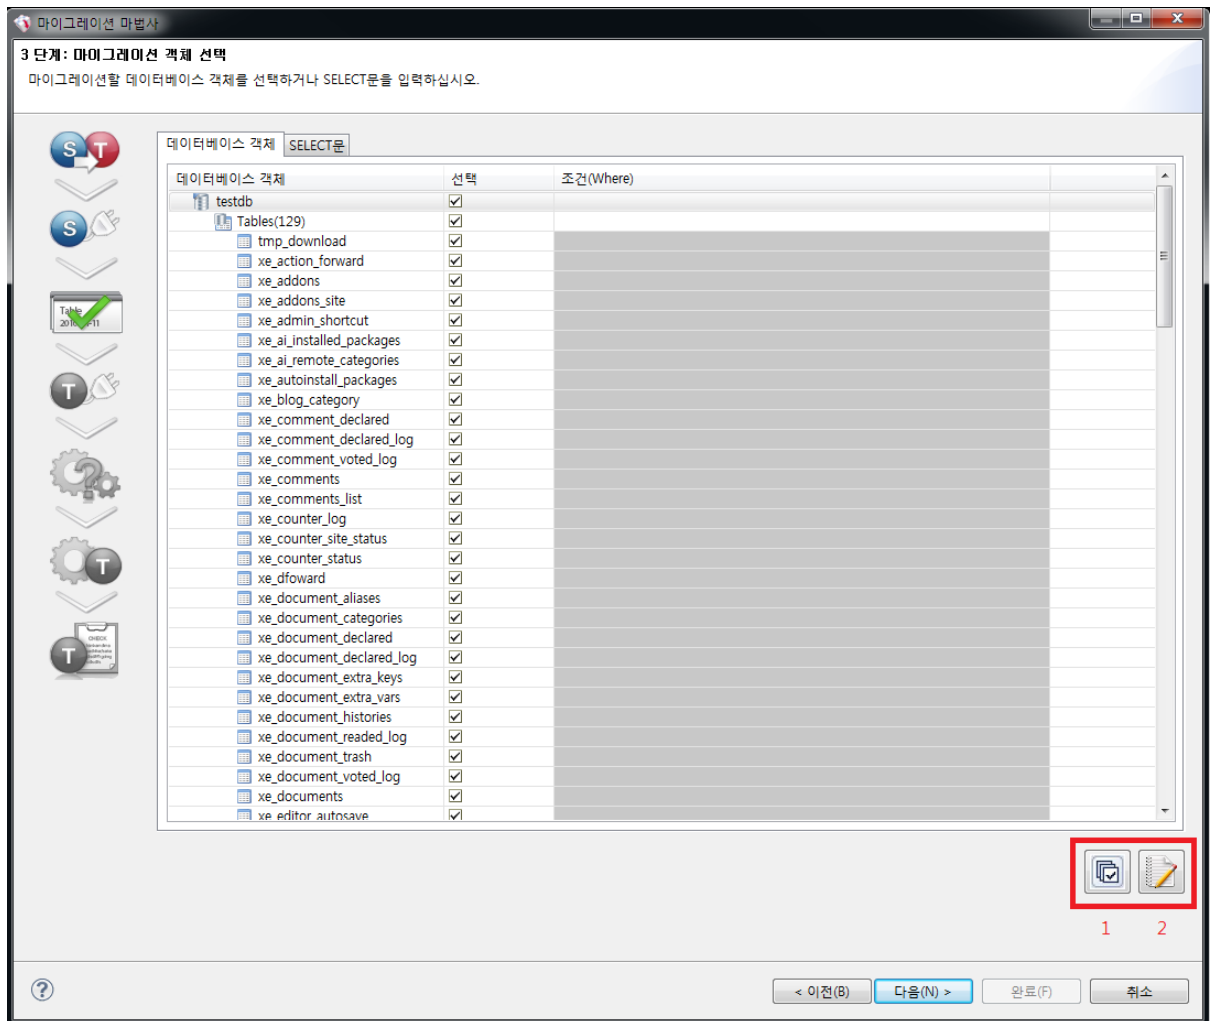 마이그레이션 마법사
3 단계: 마이그레이션 객체 선택
마이그레이션할 데이터베이스 객체를 선택하거나 SELECT문을 입력하십시오.
데이터베이스 객체 SELECT문
데이터베이스 객체 선택 조건(Where)
testdb
Tables(129)
tmp_download
xe_action_forward
xe_addons
xe_addons_site
xe_admin_shortcut
xe_ai_installed_packages
xe_ai_remote_categories
xe_autoinstall_packages
xe_blog_category
xe_comment_declared
xe_comment_declared_log
xe_comment_voted_log
xe_comments
xe_comments_list
xe_counter_log
xe_counter_site_status
xe_counter_status
xe_dfoward
xe_document_aliases
xe_document_categories
xe_document_declared
xe_document_declared_log
xe_document_extra_keys
xe_document_extra_vars
xe_document_histories
xe_document_readed_log
xe_document_trash
xe_document_voted_log
xe_documents
xe_editor_autosave
S T
S
Table
T
T
CHECK
T
1 2
< 이전(B) 다음(N) > 완료(F) 취소